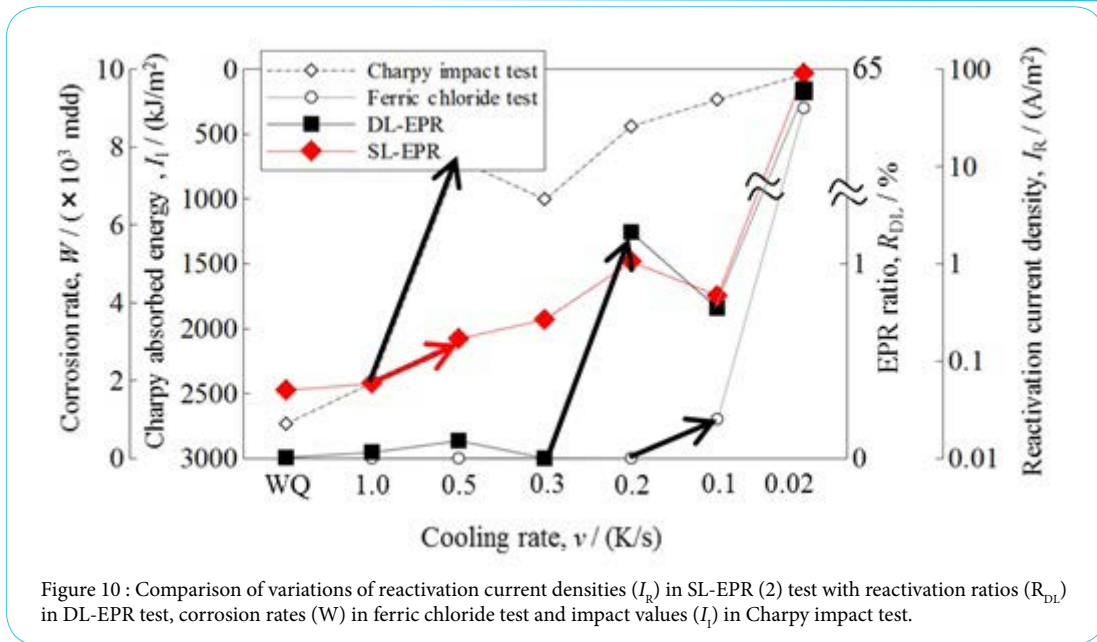 Charpy impact test
Ferric chloride test
DL-EPR
SL-EPR
Corrosion rate, W / ( × 10³ mdd)
10
8
6
4
2
0
Charpy absorbed energy , I_I / (kJ/m²)
0
500
1000
1500
2000
2500
3000
WQ 1.0 0.5 0.3 0.2 0.1 0.02
Cooling rate, v / (K/s)
65
1
0
EPR ratio, R_DL / %
100
10
1
0.1
0.01
Reactivation current density, I_R / (A/m²)
Figure 10 : Comparison of variations of reactivation current densities (I_R) in SL-EPR (2) test with reactivation ratios (R_DL)
in DL-EPR test, corrosion rates (W) in ferric chloride test and impact values (I_I) in Charpy impact test.